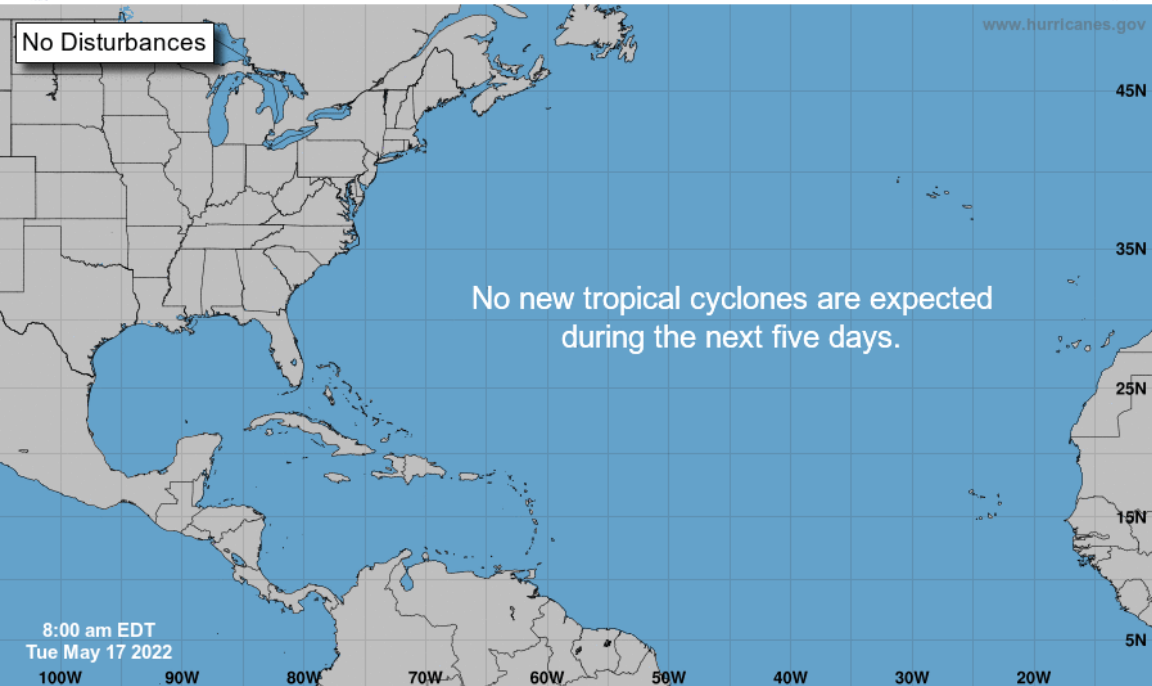 www.hurricanes.gov
No Disturbances
45N
35N
No new tropical cyclones are expected
during the next five days.
25N
15N
8:00 am EDT
Tue May 17 2022
5N
100W 90W 80W 70W 60W 50W 40W 30W 20W